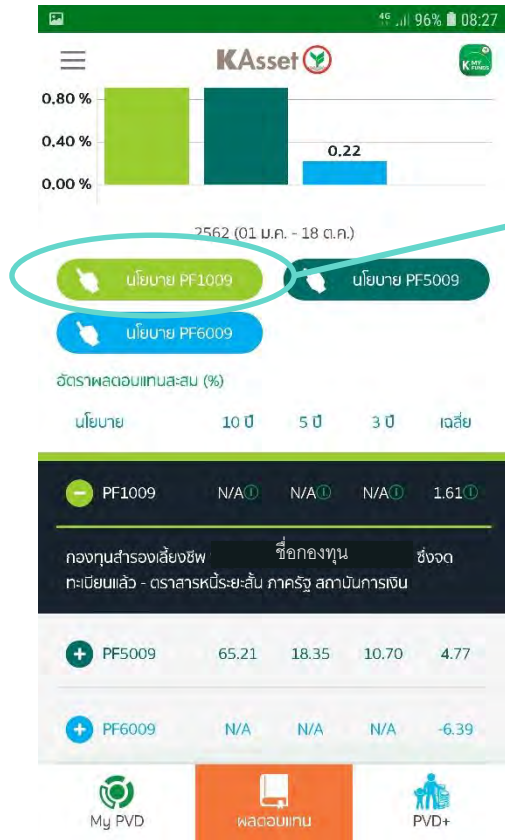 4G 96% 08:27
KAsset K MY FUNDS
0.80 %
0.40 %
0.22
0.00 %
2562 (01 ม.ค. - 18 ต.ค.)
นโยบาย PF1009 นโยบาย PF5009
นโยบาย PF6009
อัตราผลตอบแทนสะสม (%)
นโยบาย 10 ปี 5 ปี 3 ปี เฉลี่ย
PF1009 N/A N/A N/A 1.61
กองทุนสำรองเลี้ยงชีพ ชื่อกองทุน ซึ่งจด
ทะเบียนแล้ว - ตราสารหนี้ระยะสั้น ภาครัฐ สถาบันการเงิน
PF5009 65.21 18.35 10.70 4.77
PF6009 N/A N/A N/A -6.39
My PVD ผลตอบแทน PVD+